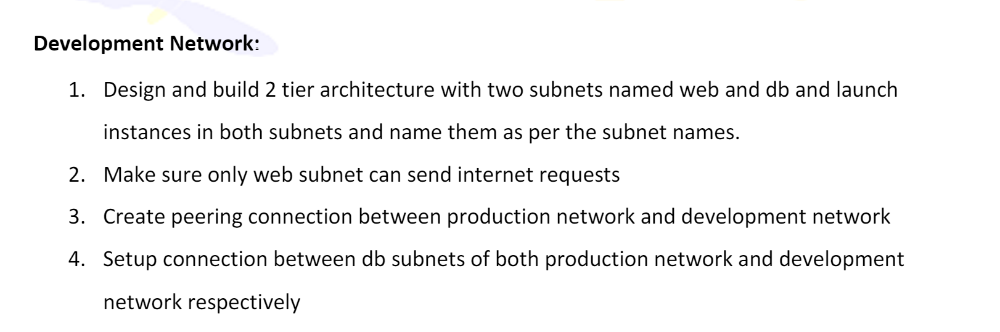 Development Network:
1. Design and build 2 tier architecture with two subnets named web and db and launch
instances in both subnets and name them as per the subnet names.
2. Make sure only web subnet can send internet requests
3. Create peering connection between production network and development network
4. Setup connection between db subnets of both production network and development
network respectively